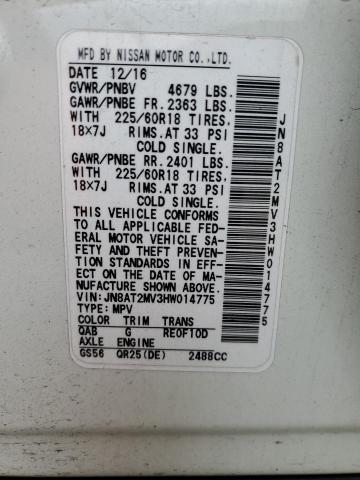 MFD BY NISSAN MOTOR CO.,LTD.
DATE 12/16
GVWR/PNBV 4679 LBS.
GAWR/PNBE FR. 2363 LBS.
WITH 225/60R18 TIRES.
18×7J RIMS.AT 33 PSI
COLD SINGLE.
GAWR/PNBE RR. 2401 LBS.
WITH 225/60R18 TIRES.
18×7J RIMS.AT 33 PSI
COLD SINGLE.
THIS VEHICLE CONFORMS
TO ALL APPLICABLE FED-
ERAL MOTOR VEHICLE SAF-
FETY AND THEFT PREVEN-
TION STANDARDS IN EFF-
ECT ON THE DATE OF MA-
NUFACTURE SHOWN ABOVE.
VIN:JN8AT2MV3HW014775
TYPE:MPV
COLOR TRIM TRANS
QAB G RE0F10D
AXLE ENGINE
GS56 QR25(DE) 2488CC
JN8AT2MV3HW014775